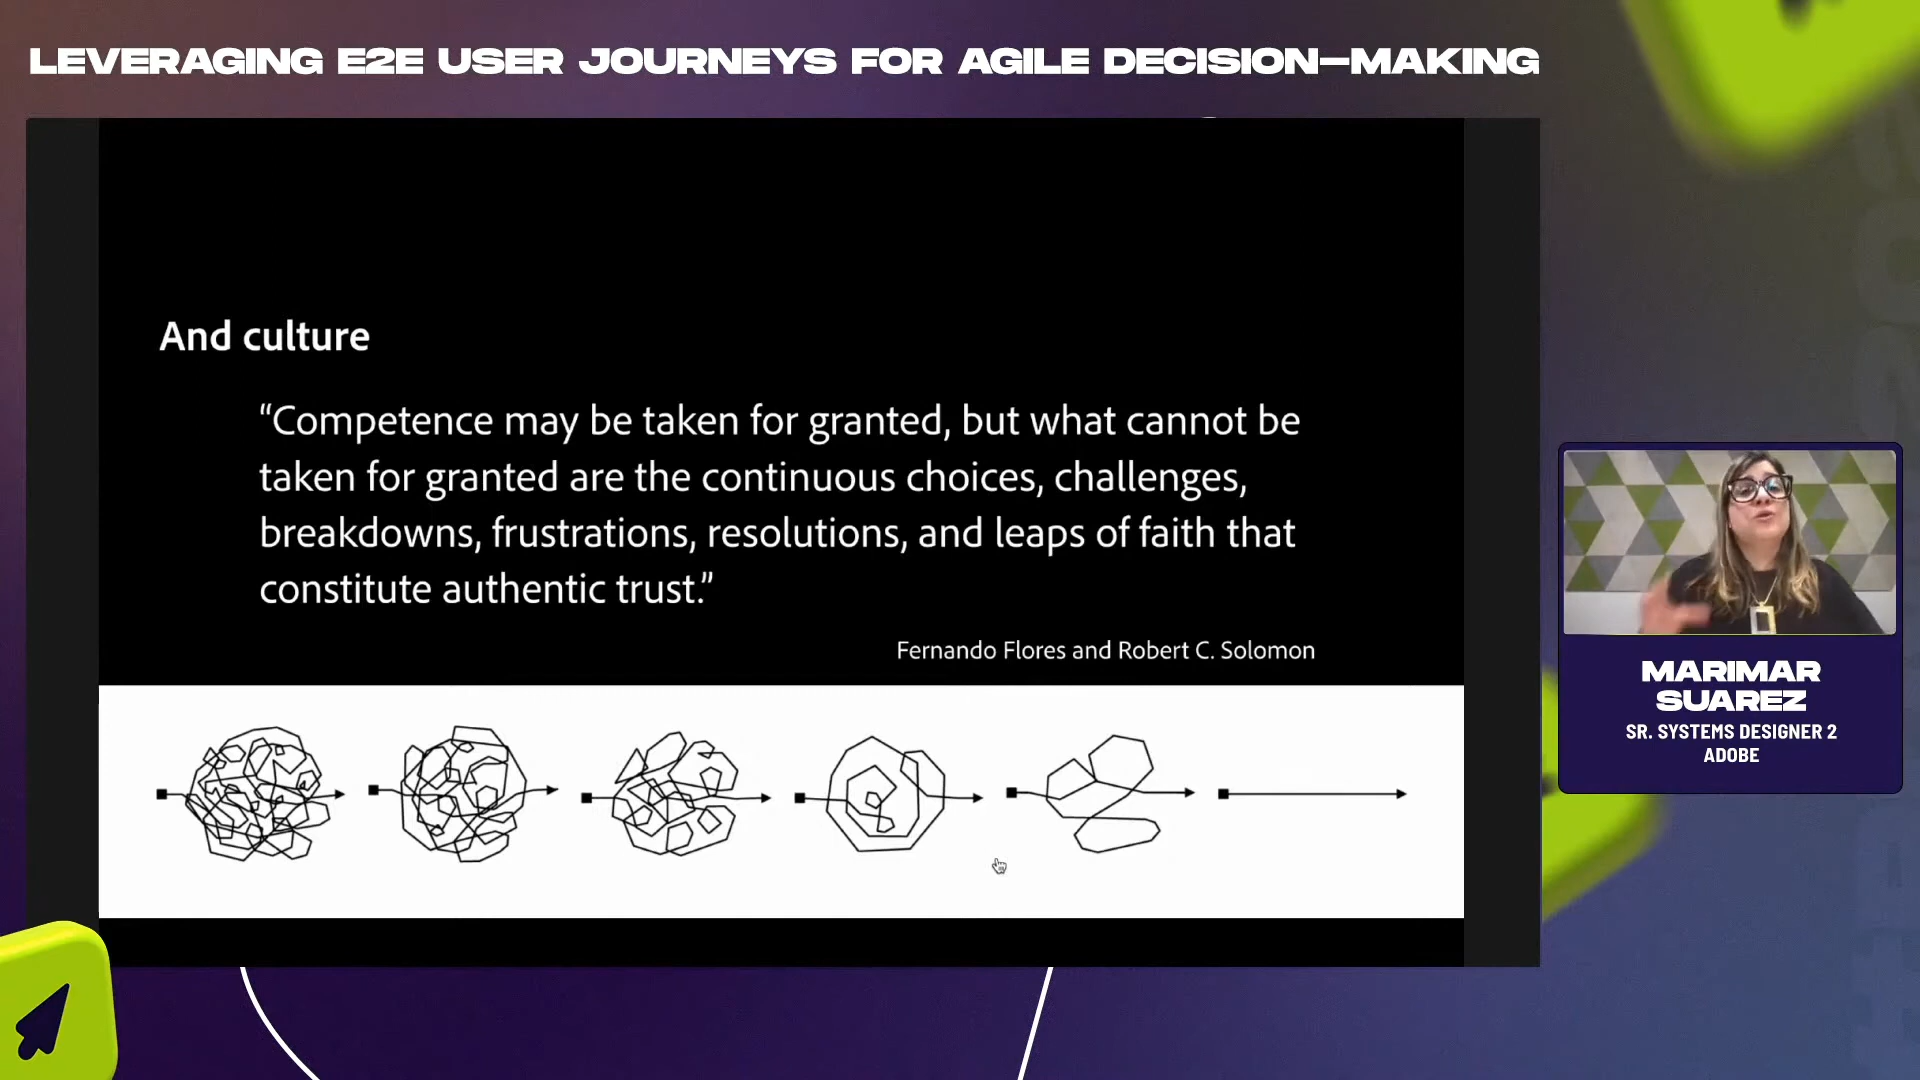 LEVERAGING E2E USER JOURNEYS FOR AGILE DECISION–MAKING
And culture
“Competence may be taken for granted, but what cannot be
taken for granted are the continuous choices, challenges,
breakdowns, frustrations, resolutions, and leaps of faith that
constitute authentic trust.”
Fernando Flores and Robert C. Solomon
MARIMAR
SUAREZ
SR. SYSTEMS DESIGNER 2
ADOBE